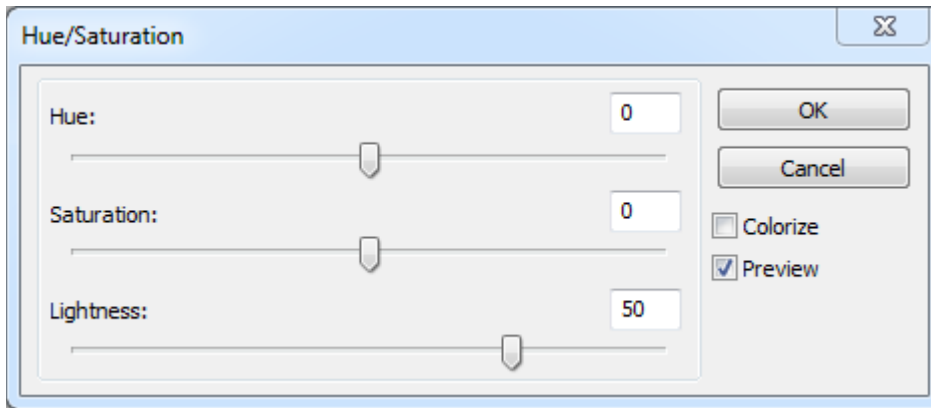 Hue/Saturation
Hue:
0
OK
Cancel
Saturation:
0
Colorize
Preview
Lightness:
50